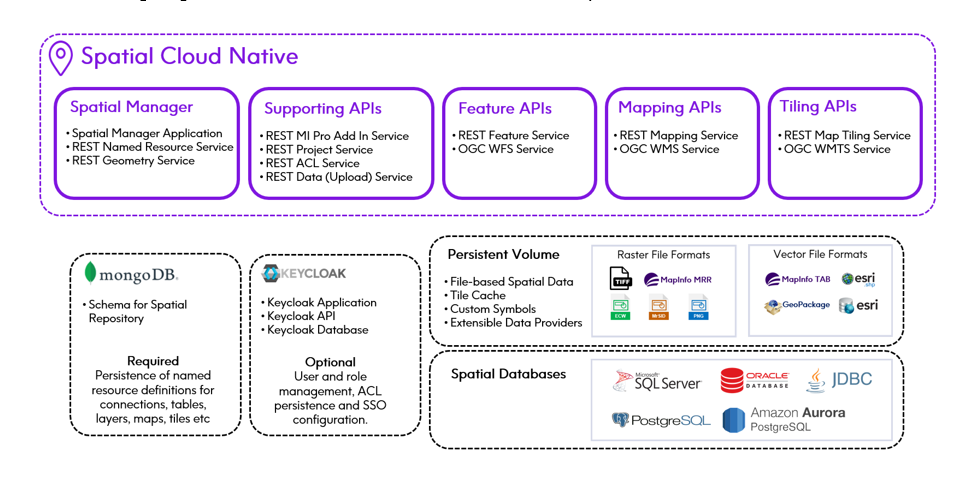 Spatial Cloud Native
Spatial Manager
• Spatial Manager Application
• REST Named Resource Service
• REST Geometry Service
Supporting APIs
• REST MI Pro Add In Service
• REST Project Service
• REST ACL Service
• REST Data (Upload) Service
Feature APIs
• REST Feature Service
• OGC WFS Service
Mapping APIs
• REST Mapping Service
• OGC WMS Service
Tiling APIs
• REST Map Tiling Service
• OGC WMTS Service
mongoDB.
• Schema for Spatial
Repository
Required
Persistence of named
resource definitions for
connections, tables,
layers, maps, tiles etc
KEYCLOAK
• Keycloak Application
• Keycloak API
• Keycloak Database
Optional
User and role
management, ACL
persistence and SSO
configuration.
Persistent Volume
• File-based Spatial Data
• Tile Cache
• Custom Symbols
• Extensible Data Providers
Raster File Formats
TIFF
MapInfo MRR
ECW
MrSID
PNG
Vector File Formats
MapInfo TAB
esri
.shp
GeoPackage
esri
Spatial Databases
Microsoft
SQL Server
ORACLE
DATABASE
JDBC
PostgreSQL
Amazon Aurora
PostgreSQL